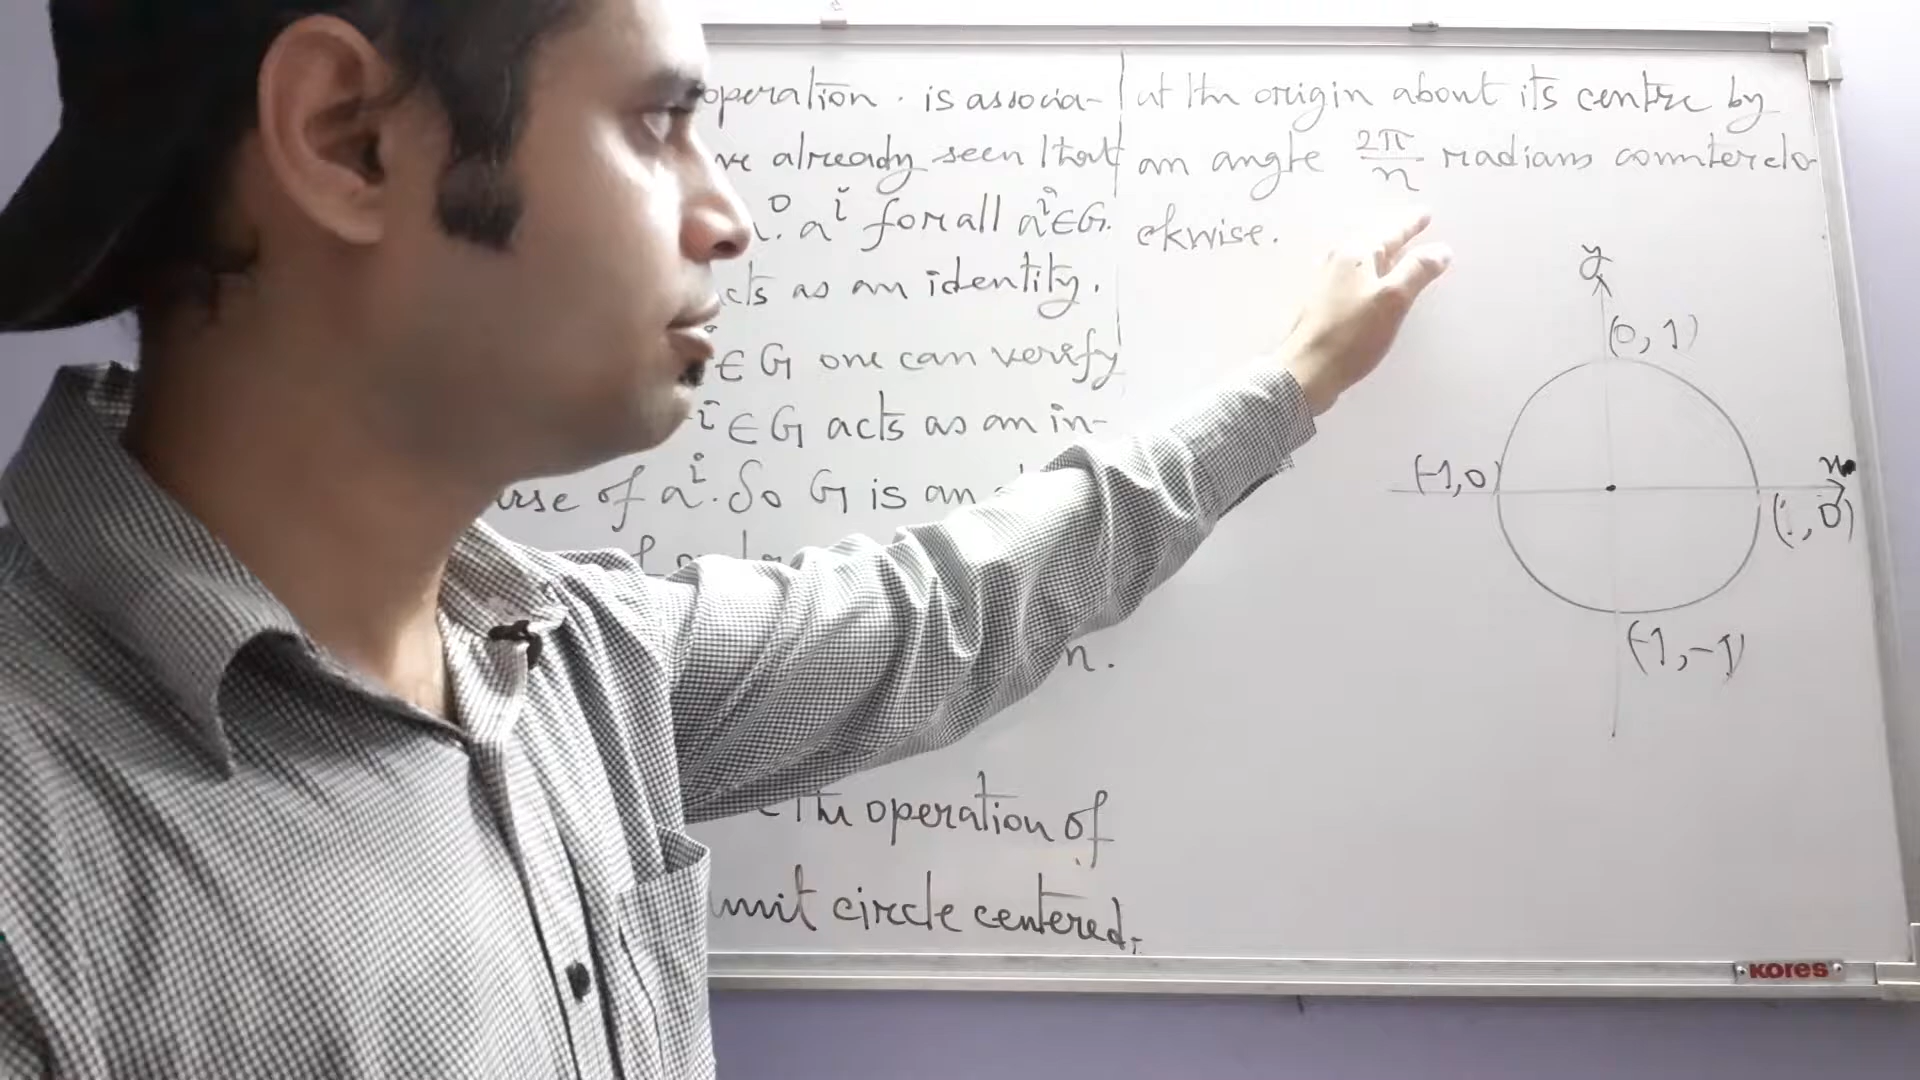 operation . is associa-
ve already seen that
a⁰. aⁱ for all aⁱ∈G.
acts as an identity.
∈G one can verify
i∈G acts as an in-
rse of aⁱ. So G is an
n.
the operation of
unit circle centered,
at the origin about its centre by
an angle 2π/n radians counterclo
ckwise.
y
(0, 1)
(-1,0)
x
(1, 0)
(-1,-1)
KORES